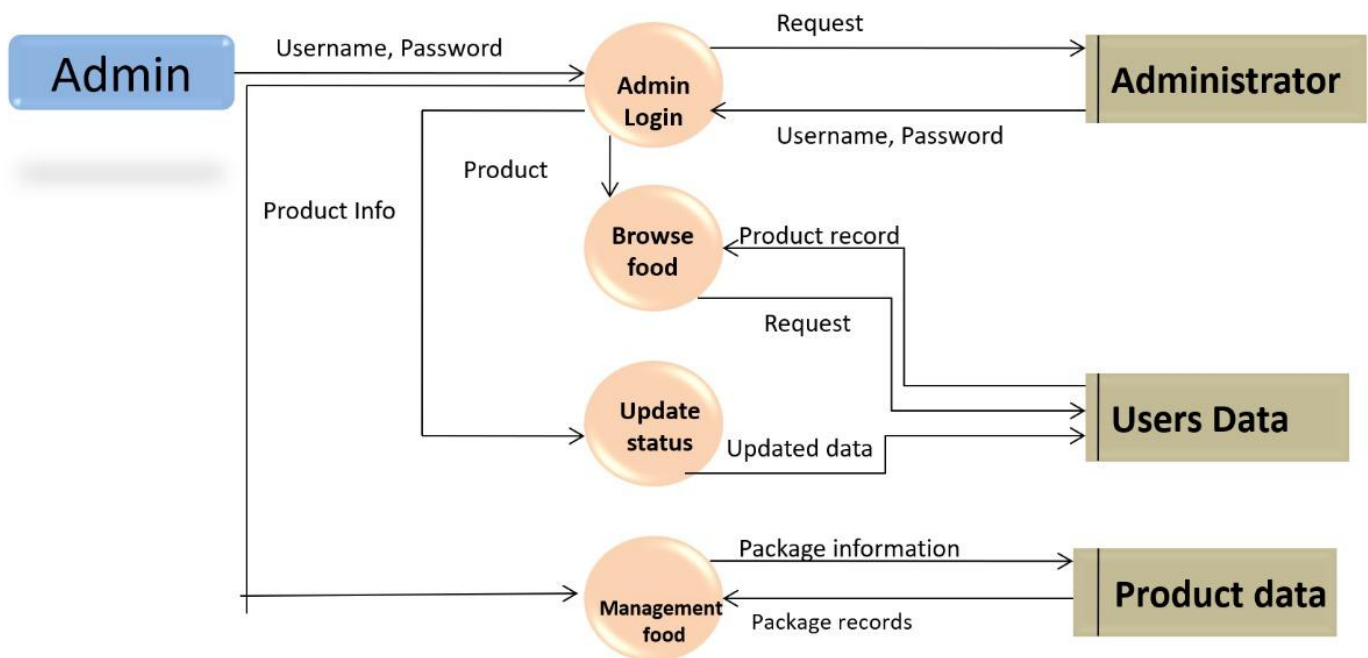 Request
Username, Password
Admin
Admin
Login
Administrator
Username, Password
Product
Product Info
Browse
food
Product record
Request
Update
status
Users Data
Updated data
Package information
Management
food
Product data
Package records